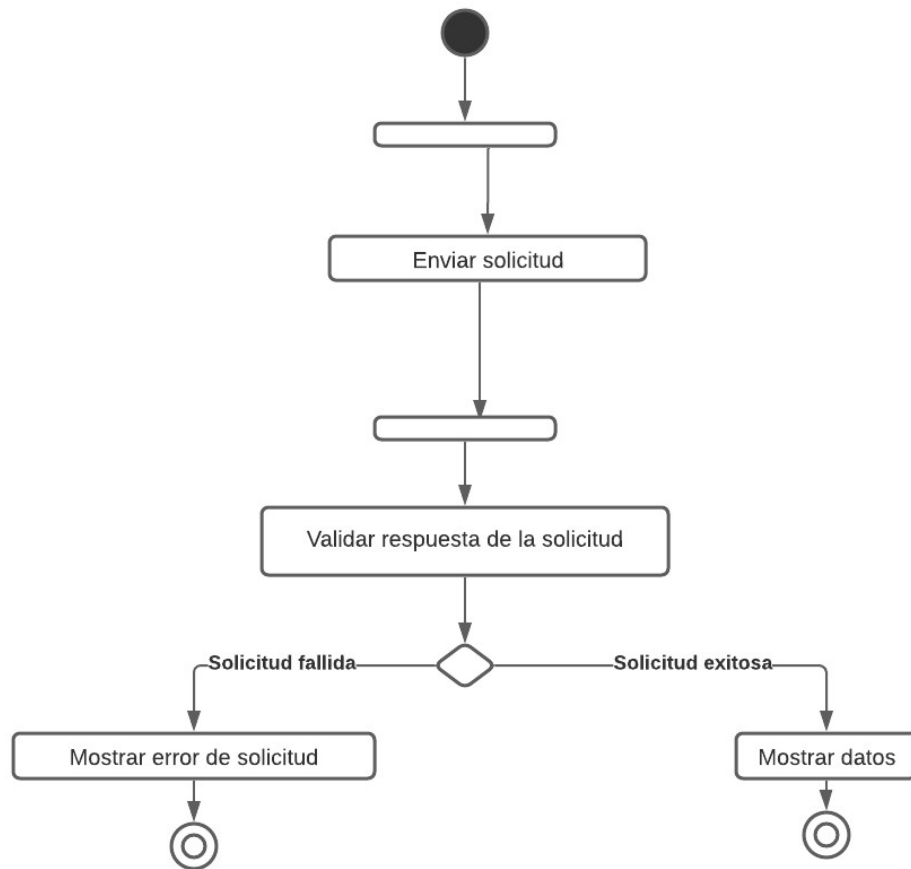 Enviar solicitud
Validar respuesta de la solicitud
Solicitud fallida
Solicitud exitosa
Mostrar error de solicitud
Mostrar datos